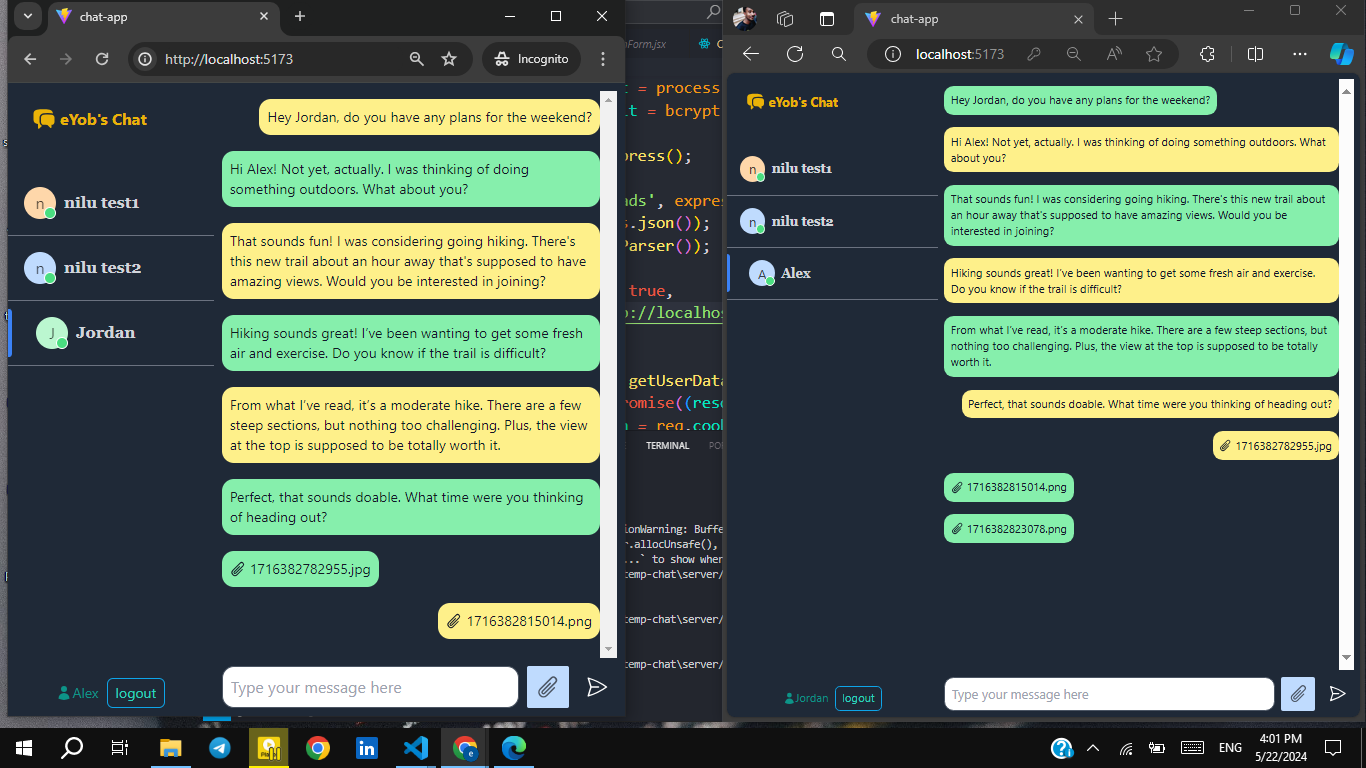 chat-app
http://localhost:5173
Incognito
eYob's Chat
nilu test1
nilu test2
Jordan
Hey Jordan, do you have any plans for the weekend?
Hi Alex! Not yet, actually. I was thinking of doing
something outdoors. What about you?
That sounds fun! I was considering going hiking. There's
this new trail about an hour away that's supposed to have
amazing views. Would you be interested in joining?
Hiking sounds great! I've been wanting to get some fresh
air and exercise. Do you know if the trail is difficult?
From what I've read, it's a moderate hike. There are a few
steep sections, but nothing too challenging. Plus, the view
at the top is supposed to be totally worth it.
Perfect, that sounds doable. What time were you thinking
of heading out?
1716382782955.jpg
1716382815014.png
Alex
logout
Type your message here
Form.jsx
t = process
it = bcrypt
press();
ads', expres
s.json());
Parser());
true,
p://localhos
getUserData
romise((reso
n = req.cook
TERMINAL
ionWarning: Buffe
r.allocUnsafe(),
...` to show wher
temp-chat\server/
temp-chat\server/
temp-chat\server/
chat-app
localhost:5173
eYob's Chat
nilu test1
nilu test2
Alex
Hey Jordan, do you have any plans for the weekend?
Hi Alex! Not yet, actually. I was thinking of doing something outdoors. What
about you?
That sounds fun! I was considering going hiking. There's this new trail about
an hour away that's supposed to have amazing views. Would you be
interested in joining?
Hiking sounds great! I've been wanting to get some fresh air and exercise.
Do you know if the trail is difficult?
From what I've read, it's a moderate hike. There are a few steep sections, but
nothing too challenging. Plus, the view at the top is supposed to be totally
worth it.
Perfect, that sounds doable. What time were you thinking of heading out?
1716382782955.jpg
1716382815014.png
1716382823078.png
Jordan
logout
Type your message here
ENG
4:01 PM
5/22/2024